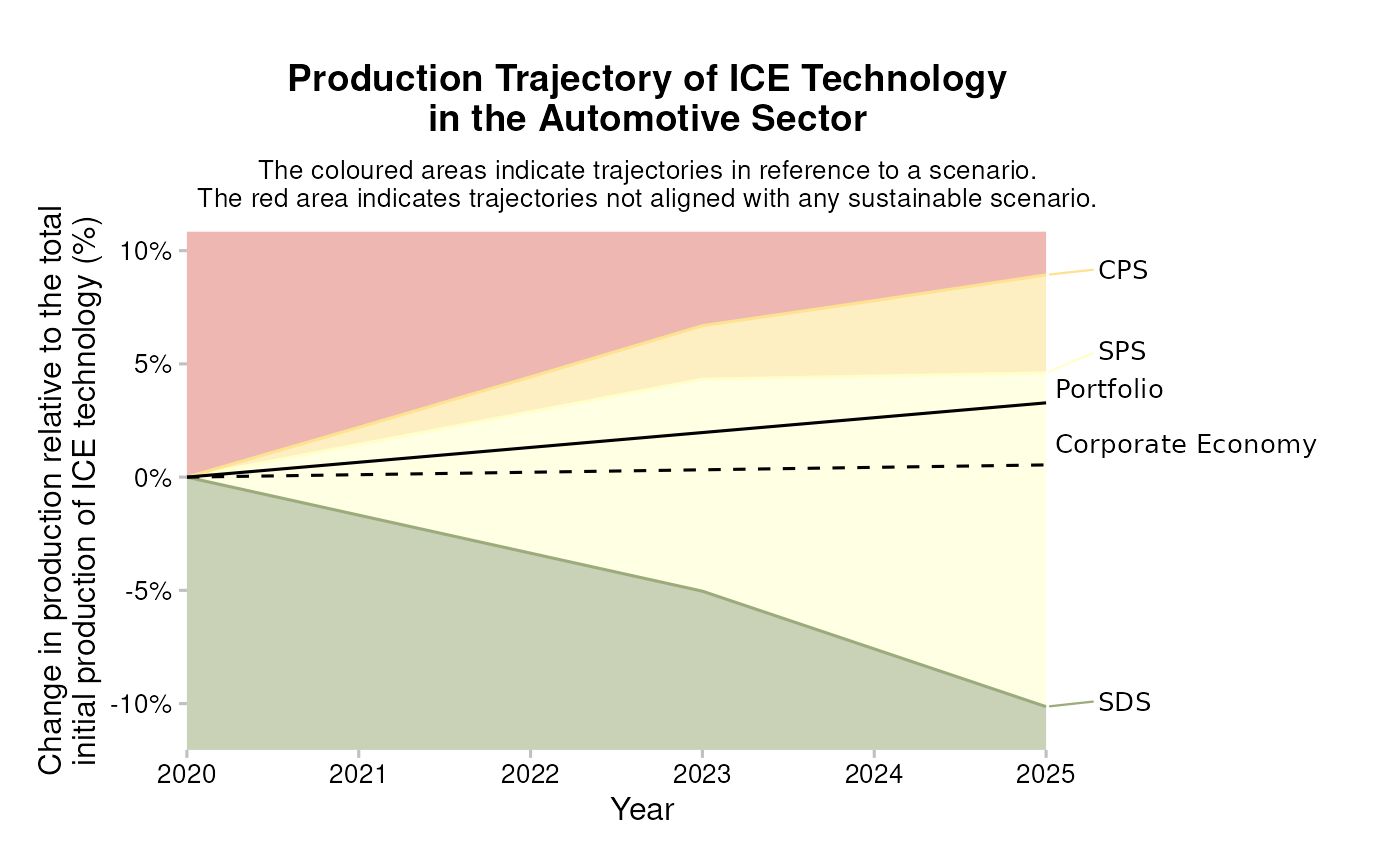 Production Trajectory of ICE Technology
in the Automotive Sector
The coloured areas indicate trajectories in reference to a scenario.
The red area indicates trajectories not aligned with any sustainable scenario.
Change in production relative to the total
initial production of ICE technology (%)
10%
5%
0%
-5%
-10%
CPS
SPS
Portfolio
Corporate Economy
SDS
2020
2021
2022
2023
2024
2025
Year